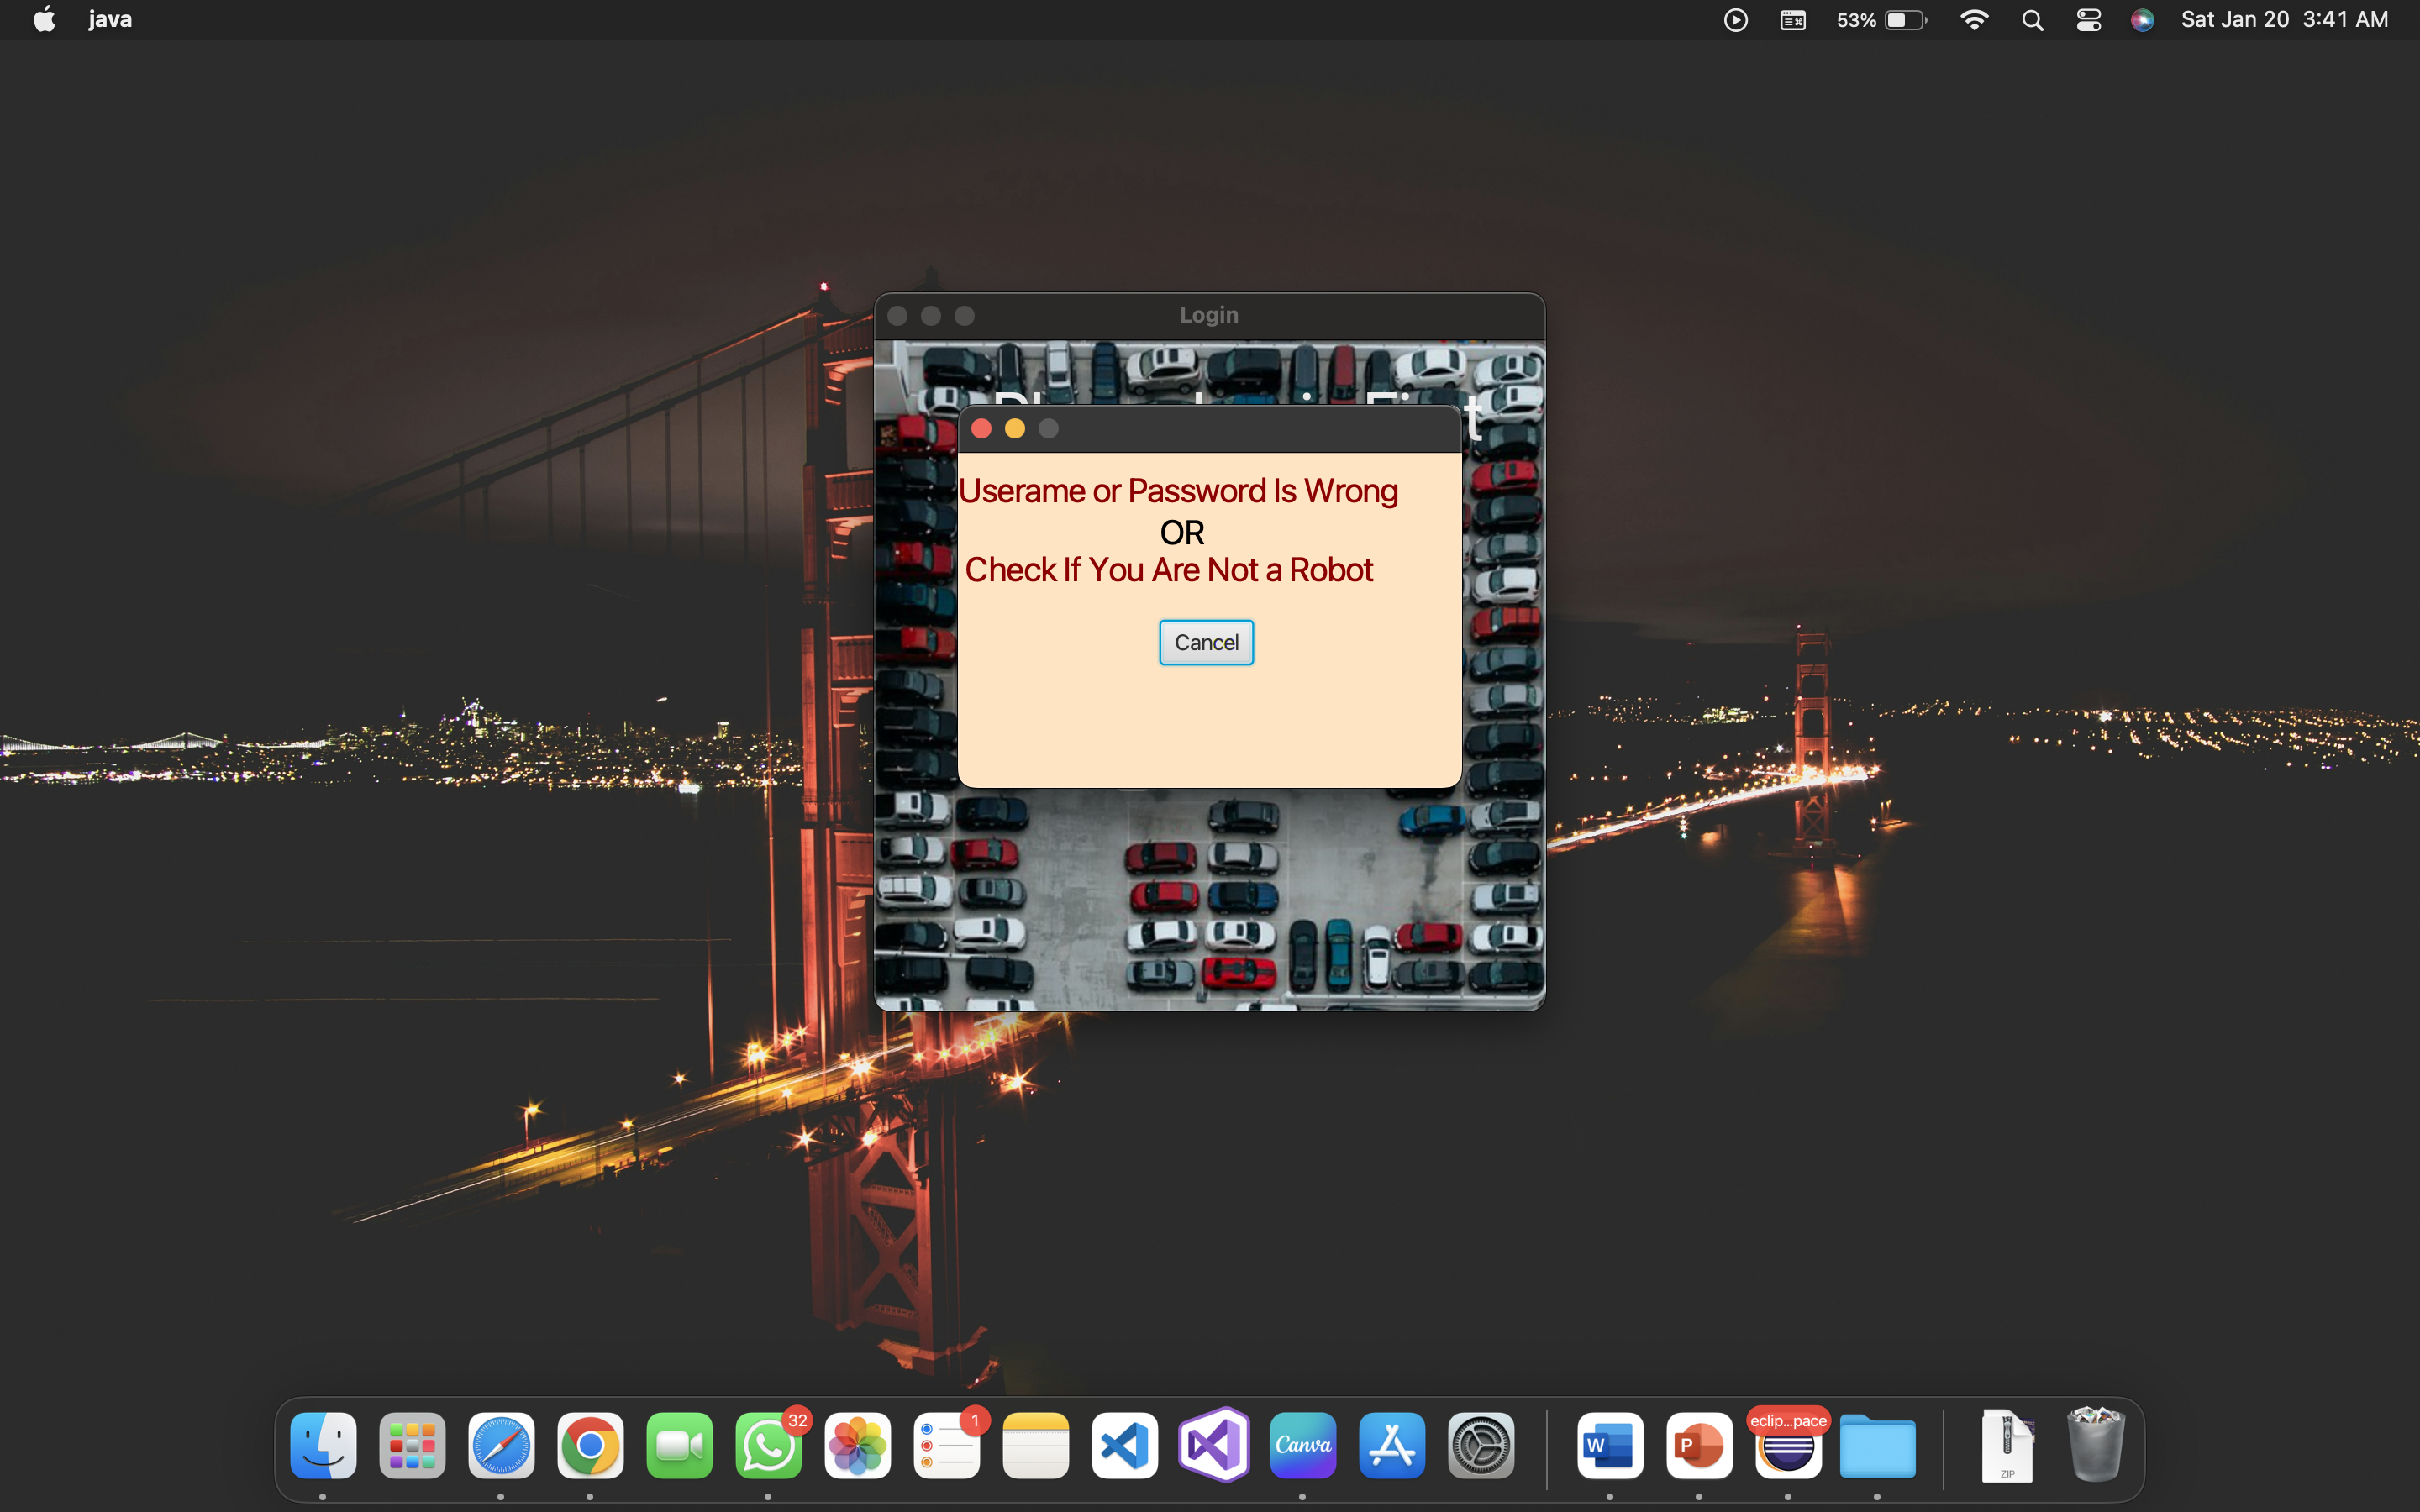 java
53%
Sat Jan 20 3:41 AM
Login
Userame or Password Is Wrong
OR
Check If You Are Not a Robot
Cancel
32
1
Canva
W
P
eclip...pace
ZIP